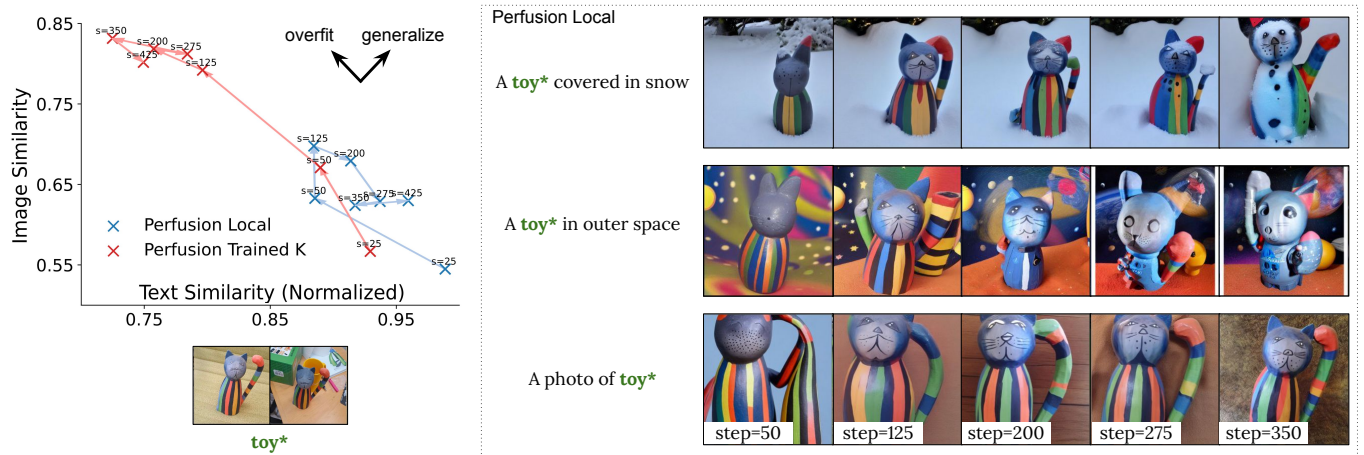 0.85
0.75
0.65
0.55
Image Similarity
s=350
s=200
s=275
s=425
s=125
overfit
generalize
s=125
s=200
s=50
s=50
s=350
s=275
s=425
s=25
s=25
Perfusion Local
Perfusion Trained K
Text Similarity (Normalized)
0.75
0.85
0.95
toy*
Perfusion Local
A toy* covered in snow
A toy* in outer space
A photo of toy*
step=50
step=125
step=200
step=275
step=350